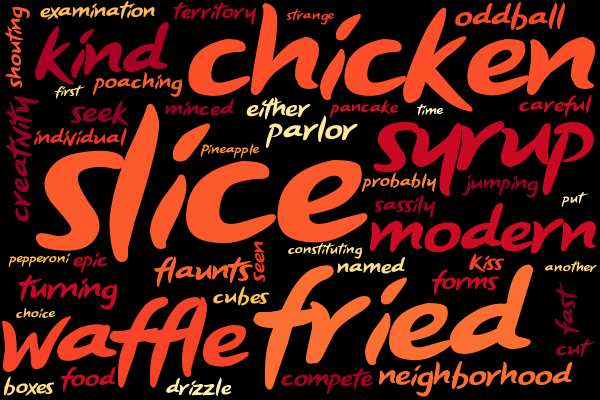 shouting
examination
territory
strange
oddball
kind
chicken
first
poaching
creativity
seek
minced
either
pancake
time
careful
individual
parlor
syrup
slice
Pineapple
probably
jumping
put
sassily
modern
pepperoni
epic
flaunts
seen
constituting
named
kiss
another
turning
cubes
forms
fast
choice
waffle
fried
cut
boxes
food
drizzle
compete
neighborhood